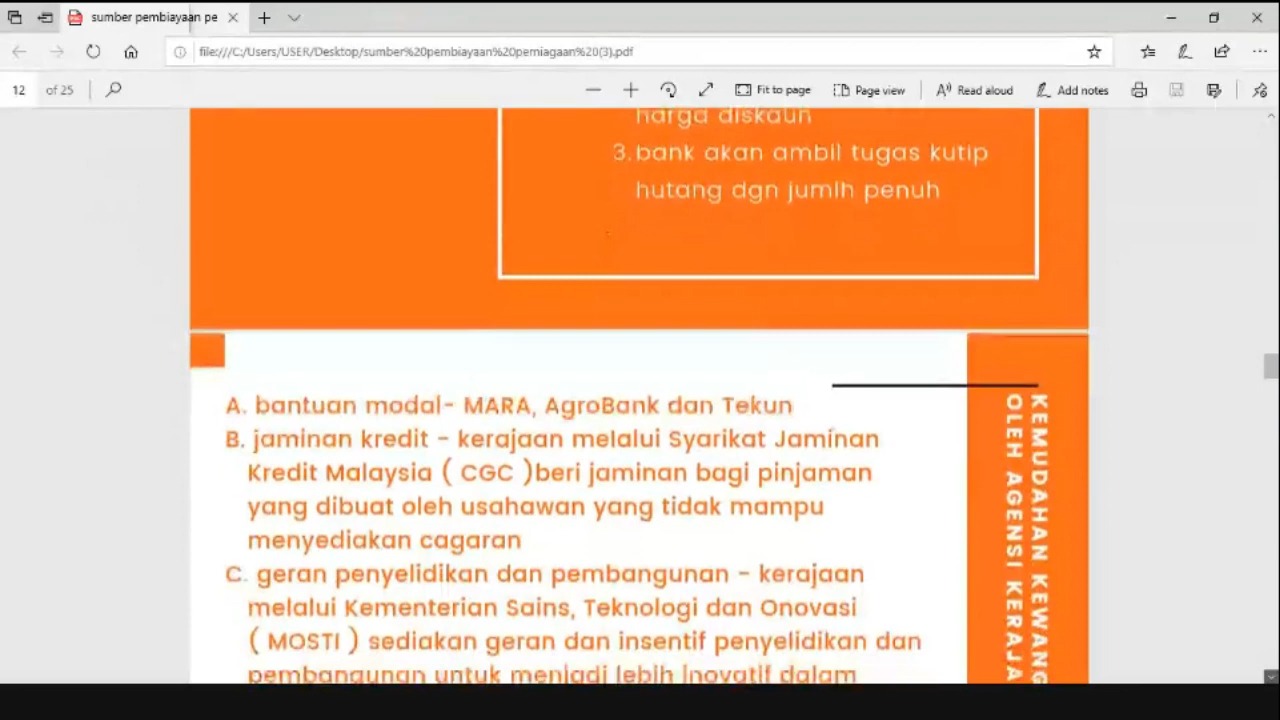 sumber pembiayaan pe
file:///C:/Users/USER/Desktop/sumber%20pembiayaan%20perniagaan%20(3).pdf
12 of 25
Fit to page
Page view
Read aloud
Add notes
harga diskaun
3. bank akan ambil tugas kutip
hutang dgn jumlh penuh
A. bantuan modal- MARA, AgroBank dan Tekun
B. jaminan kredit - kerajaan melalui Syarikat Jaminan
Kredit Malaysia ( CGC )beri jaminan bagi pinjaman
yang dibuat oleh usahawan yang tidak mampu
menyediakan cagaran
C. geran penyelidikan dan pembangunan - kerajaan
melalui Kementerian Sains, Teknologi dan Onovasi
( MOSTI ) sediakan geran dan insentif penyelidikan dan
pembangunan untuk menjadi lebih inovatif dalam
KEMUDAHAN KEWANG
OLEH AGENSI KERAJA